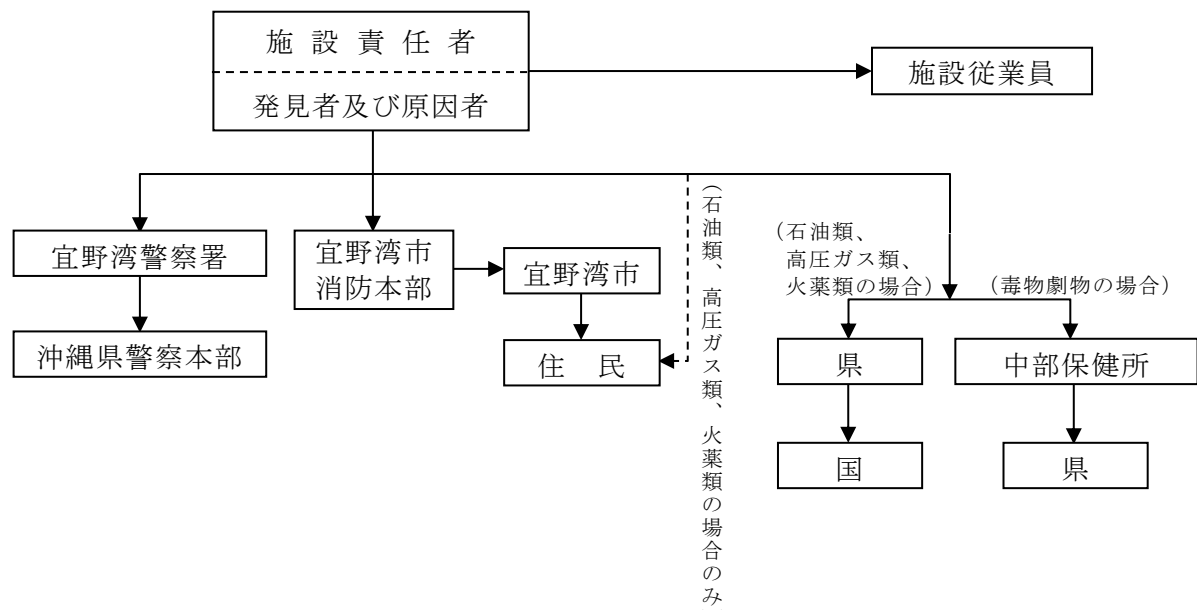 施設責任者
発見者及び原因者
施設従業員
宜野湾警察署
宜野湾市
消防本部
宜野湾市
(石油類、高圧ガス類、火薬類の場合のみ
(石油類、
高圧ガス類、
火薬類の場合)
(毒物劇物の場合)
沖縄県警察本部
住　民
県
中部保健所
国
県